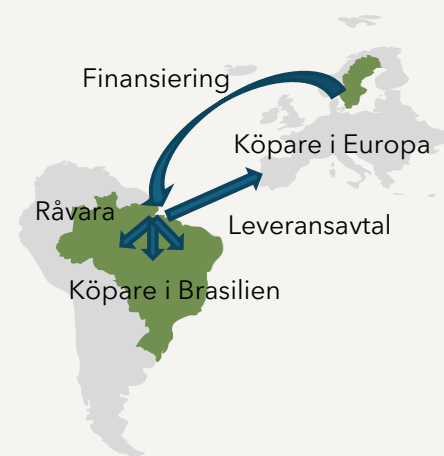 Finansiering
Köpare i Europa
Råvara
Leveransavtal
Köpare i Brasilien